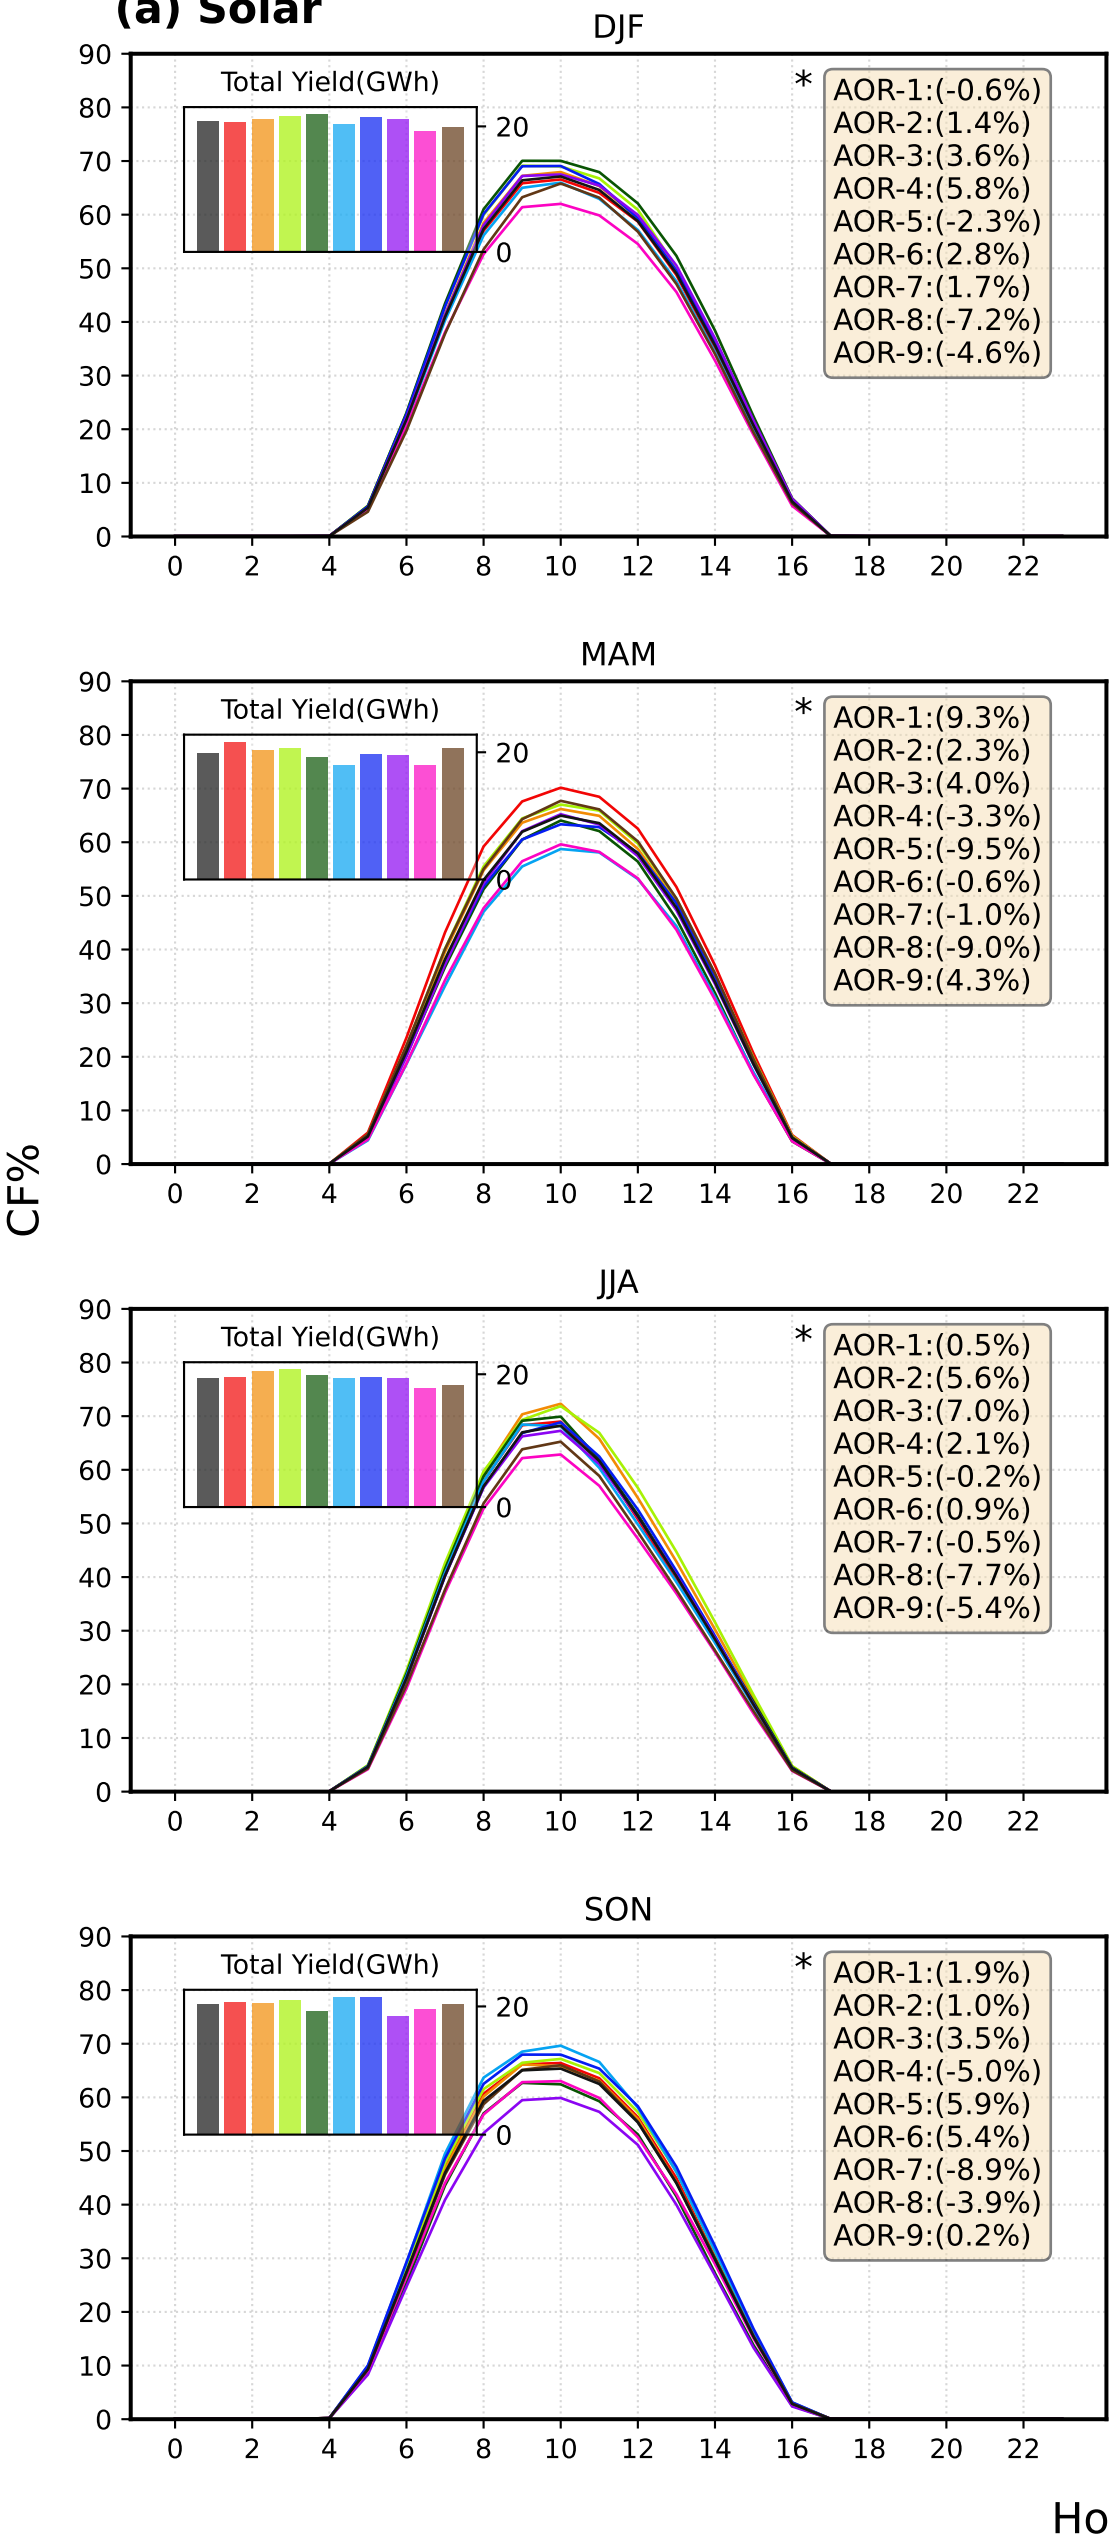 (a) Solar
DJF
90
80
70
60
50
40
30
20
10
0
Total Yield(GWh)
20
0
*
AOR-1:(-0.6%)
AOR-2:(1.4%)
AOR-3:(3.6%)
AOR-4:(5.8%)
AOR-5:(-2.3%)
AOR-6:(2.8%)
AOR-7:(1.7%)
AOR-8:(-7.2%)
AOR-9:(-4.6%)
0 2 4 6 8 10 12 14 16 18 20 22
MAM
90
80
70
60
50
40
30
20
10
0
Total Yield(GWh)
20
0
*
AOR-1:(9.3%)
AOR-2:(2.3%)
AOR-3:(4.0%)
AOR-4:(-3.3%)
AOR-5:(-9.5%)
AOR-6:(-0.6%)
AOR-7:(-1.0%)
AOR-8:(-9.0%)
AOR-9:(4.3%)
0 2 4 6 8 10 12 14 16 18 20 22
CF%
JJA
90
80
70
60
50
40
30
20
10
0
Total Yield(GWh)
20
0
*
AOR-1:(0.5%)
AOR-2:(5.6%)
AOR-3:(7.0%)
AOR-4:(2.1%)
AOR-5:(-0.2%)
AOR-6:(0.9%)
AOR-7:(-0.5%)
AOR-8:(-7.7%)
AOR-9:(-5.4%)
0 2 4 6 8 10 12 14 16 18 20 22
SON
90
80
70
60
50
40
30
20
10
0
Total Yield(GWh)
20
0
*
AOR-1:(1.9%)
AOR-2:(1.0%)
AOR-3:(3.5%)
AOR-4:(-5.0%)
AOR-5:(5.9%)
AOR-6:(5.4%)
AOR-7:(-8.9%)
AOR-8:(-3.9%)
AOR-9:(0.2%)
0 2 4 6 8 10 12 14 16 18 20 22
Ho